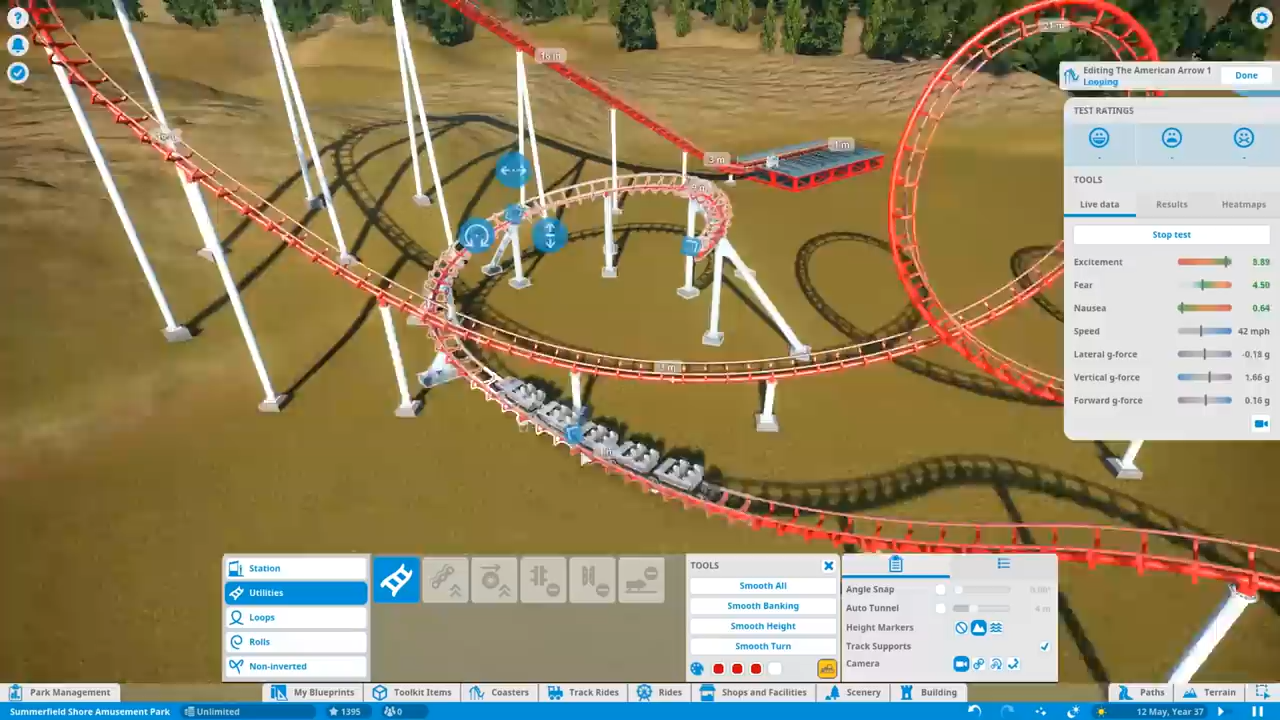 ?
Editing The American Arrow 1
Looping
Done
TEST RATINGS
- - -
TOOLS
Live data Results Heatmaps
Stop test
Excitement 8.89
Fear 4.50
Nausea 0.64
Speed 42 mph
Lateral g-force -0.18 g
Vertical g-force 1.66 g
Forward g-force 0.16 g
21 m
15 m
3 m
1 m
Station
Utilities
Loops
Rolls
Non-inverted
TOOLS
Smooth All
Smooth Banking
Smooth Height
Smooth Turn
Angle Snap
Auto Tunnel 4 m
Height Markers
Track Supports
Camera
Park Management My Blueprints Toolkit Items Coasters Track Rides Rides Shops and Facilities Scenery Building Paths Terrain
Summerfield Shore Amusement Park Unlimited 1395 0 12 May, Year 37